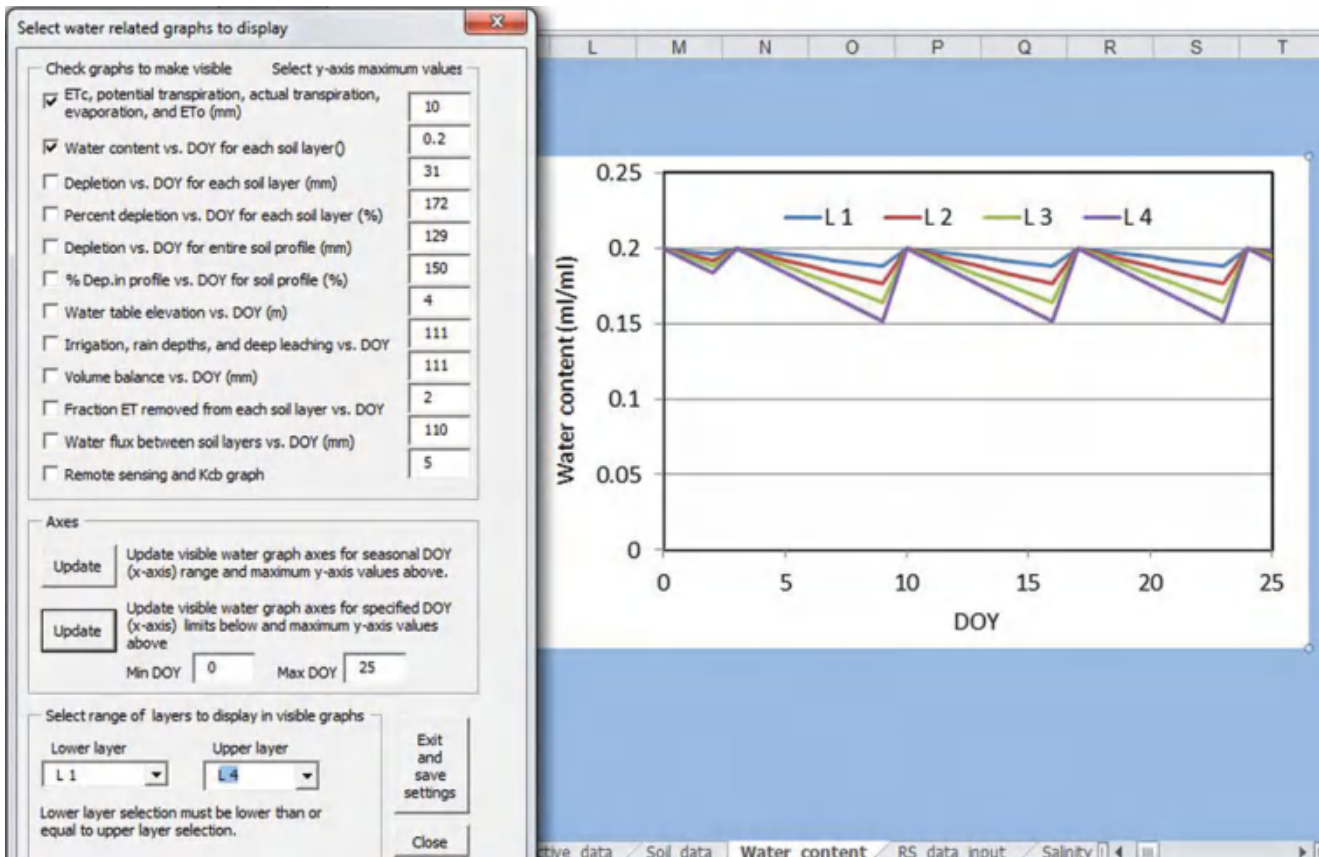 Select water related graphs to display
x
Check graphs to make visible Select y-axis maximum values
ETc, potential transpiration, actual transpiration,
evaporation, and ETo (mm)
10
Water content vs. DOY for each soil layer()
0.2
Depletion vs. DOY for each soil layer (mm)
31
Percent depletion vs. DOY for each soil layer (%)
172
Depletion vs. DOY for entire soil profile (mm)
129
% Dep.in profile vs. DOY for soil profile (%)
150
Water table elevation vs. DOY (m)
4
Irrigation, rain depths, and deep leaching vs. DOY
111
Volume balance vs. DOY (mm)
111
Fraction ET removed from each soil layer vs. DOY
2
Water flux between soil layers vs. DOY (mm)
110
Remote sensing and Kcb graph
5
Axes
Update
Update visible water graph axes for seasonal DOY
(x-axis) range and maximum y-axis values above.
Update
Update visible water graph axes for specified DOY
(x-axis) limits below and maximum y-axis values
above
Min DOY 0 Max DOY 25
Select range of layers to display in visible graphs
Lower layer Upper layer
L 1 L 4
Lower layer selection must be lower than or
equal to upper layer selection.
Exit
and
save
settings
Close
L M N O P Q R S T
L 1 L 2 L 3 L 4
Water content (ml/ml)
0.25
0.2
0.15
0.1
0.05
0
0 5 10 15 20 25
DOY
ctive_data Soil_data Water_content RS_data_input Salinity